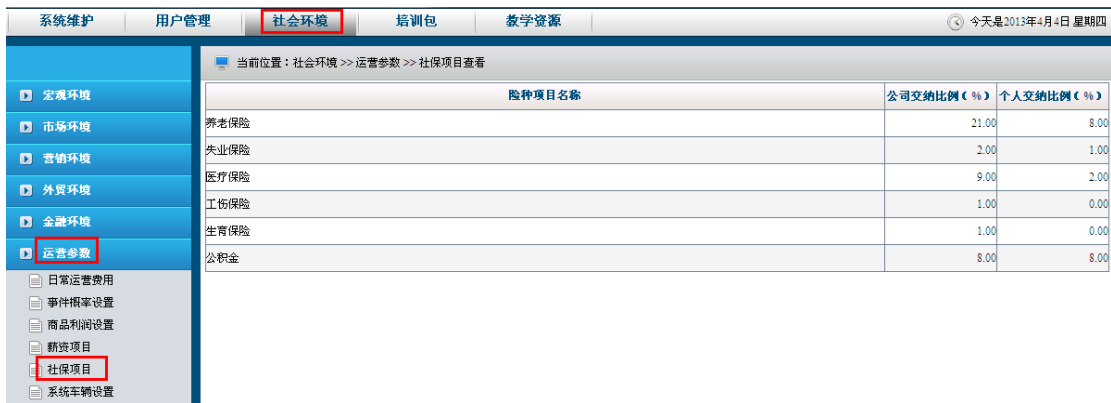 系统维护 用户管理 社会环境 培训包 教学资源 今天是2013年4月4日 星期四
当前位置：社会环境 >> 运营参数 >> 社保项目查看
宏观环境
市场环境
营销环境
外贸环境
金融环境
运营参数
日常运营费用
事件概率设置
商品利润设置
薪资项目
社保项目
系统车辆设置
险种项目名称 公司交纳比例(%) 个人交纳比例(%)
养老保险 21.00 8.00
失业保险 2.00 1.00
医疗保险 9.00 2.00
工伤保险 1.00 0.00
生育保险 1.00 0.00
公积金 8.00 8.00